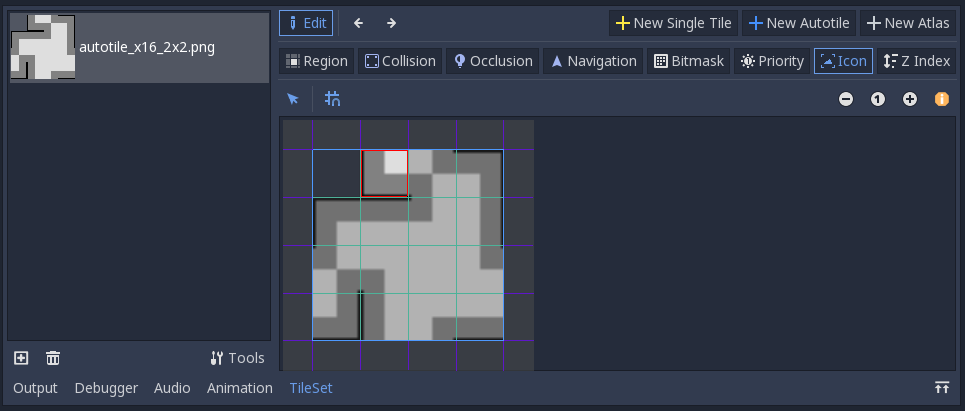 autotile_x16_2x2.png
Edit
New Single Tile
New Autotile
New Atlas
Region
Collision
Occlusion
Navigation
Bitmask
Priority
Icon
Z Index
1
Tools
Output
Debugger
Audio
Animation
TileSet